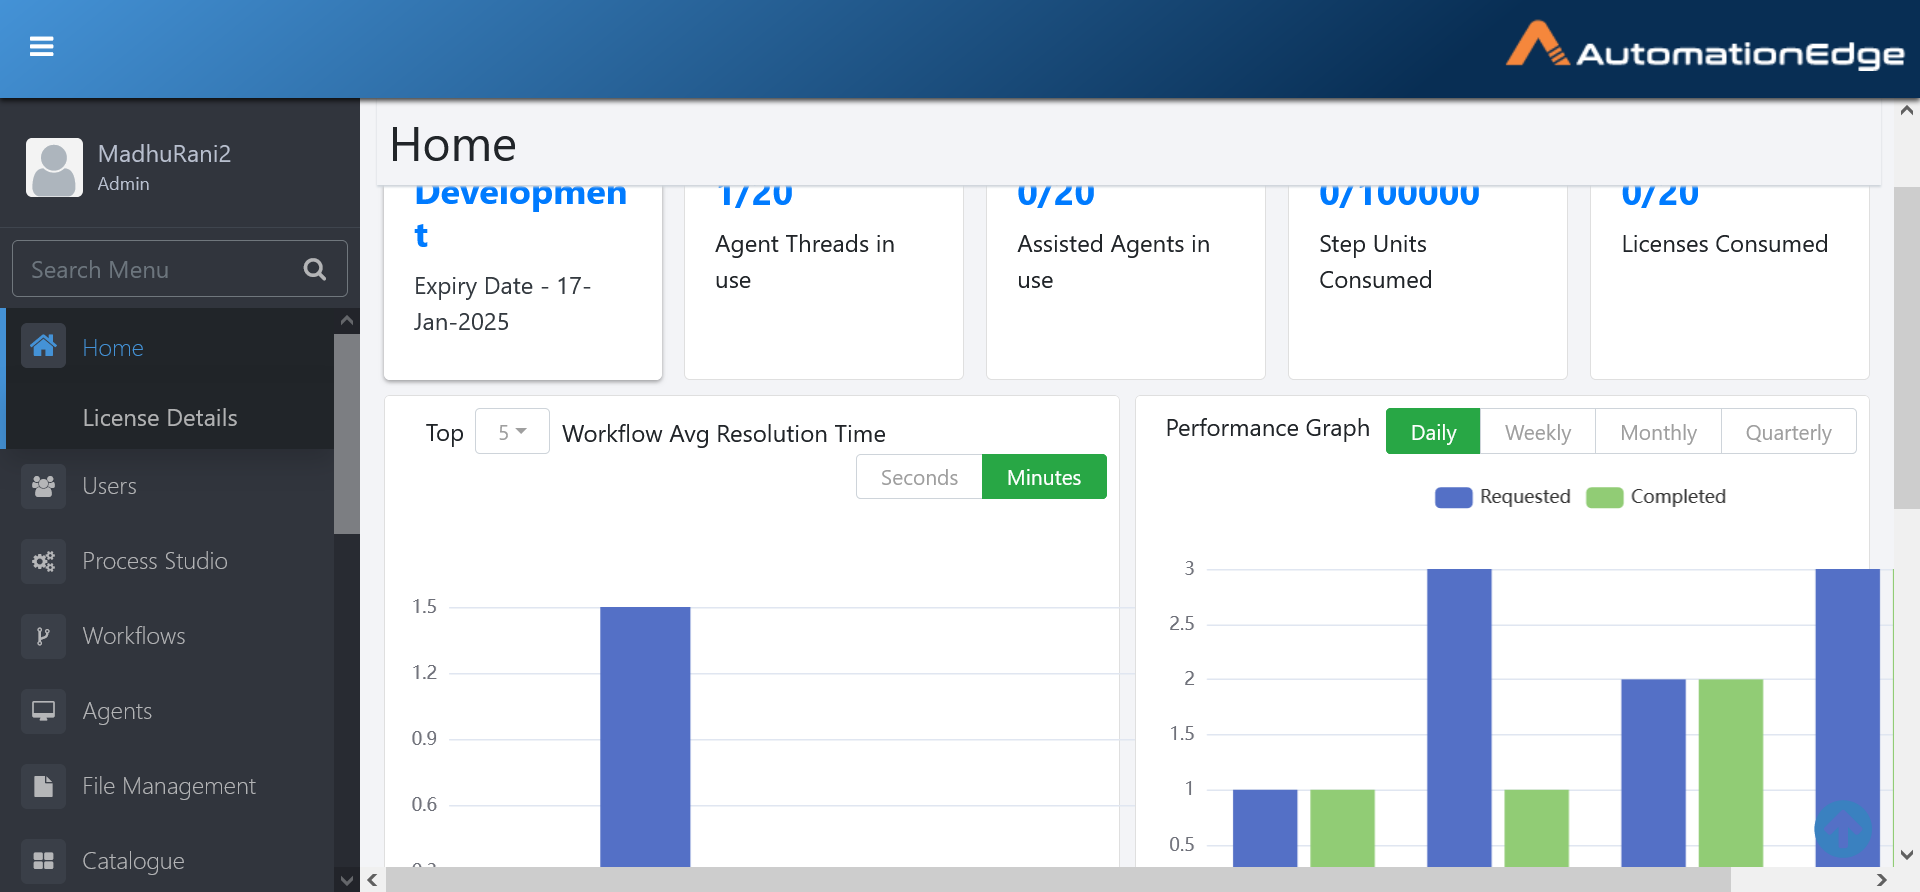 AutomationEdge
MadhuRani2
Admin
Search Menu
Home
License Details
Users
Process Studio
Workflows
Agents
File Management
Catalogue
Home
Developmen
t
Expiry Date - 17-
Jan-2025
1/20
Agent Threads in
use
0/20
Assisted Agents in
use
0/100000
Step Units
Consumed
0/20
Licenses Consumed
Top 5 Workflow Avg Resolution Time
Seconds Minutes
1.5
1.2
0.9
0.6
Performance Graph Daily Weekly Monthly Quarterly
Requested Completed
3
2.5
2
1.5
1
0.5